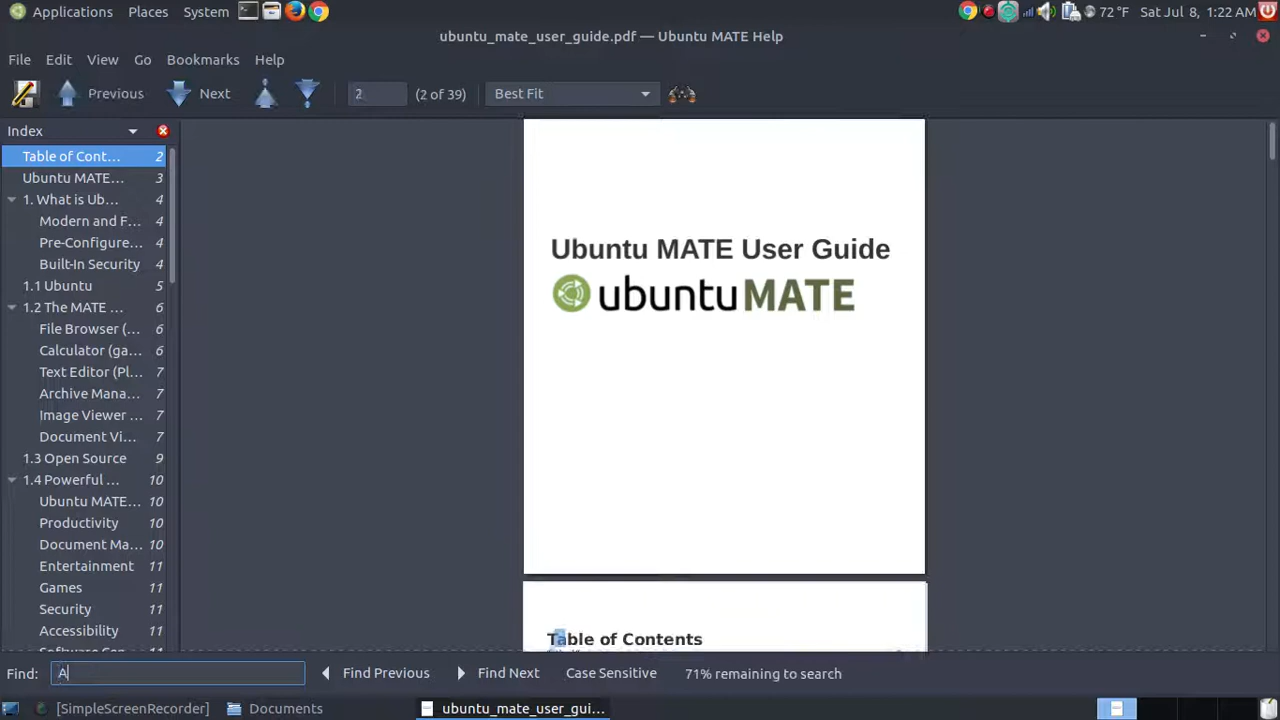 Applications Places System 72 °F Sat Jul 8, 1:22 AM
ubuntu_mate_user_guide.pdf — Ubuntu MATE Help
File Edit View Go Bookmarks Help
Previous Next 2 (2 of 39) Best Fit
Index
Table of Cont... 2
Ubuntu MATE... 3
1. What is Ub... 4
Modern and F... 4
Pre-Configure... 4
Built-In Security 4
1.1 Ubuntu 5
1.2 The MATE ... 6
File Browser (... 6
Calculator (ga... 6
Text Editor (Pl... 7
Archive Mana... 7
Image Viewer ... 7
Document Vi... 7
1.3 Open Source 9
1.4 Powerful ... 10
Ubuntu MATE... 10
Productivity 10
Document Ma... 10
Entertainment 11
Games 11
Security 11
Accessibility 11
Ubuntu MATE User Guide
ubuntu MATE
Table of Contents
Find: A Find Previous Find Next Case Sensitive 71% remaining to search
[SimpleScreenRecorder] Documents ubuntu_mate_user_gui...